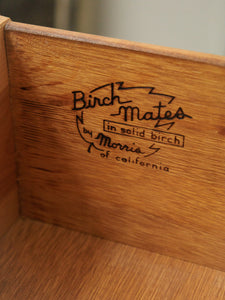 Birch Mates
in solid birch
by Morris
of california